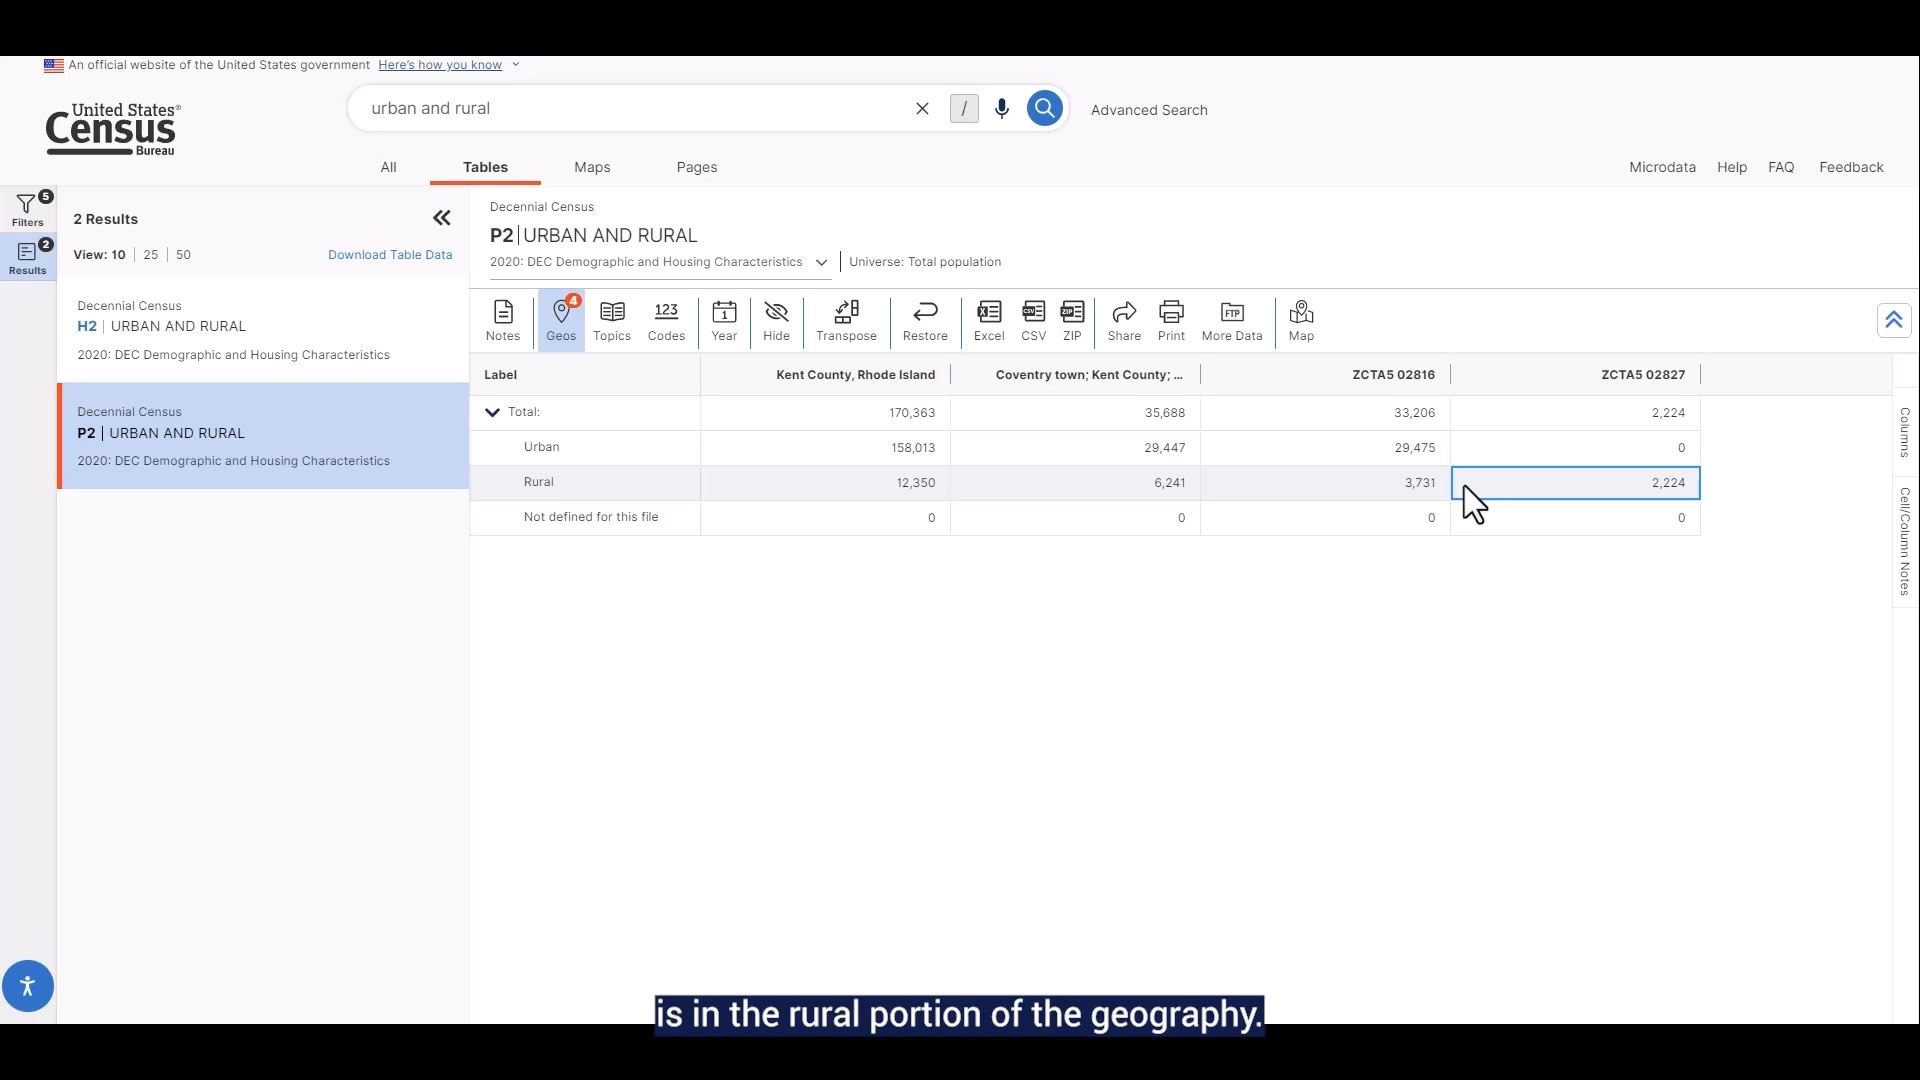 An official website of the United States government Here's how you know
United States®
Census
Bureau
urban and rural
/
Advanced Search
All Tables Maps Pages
Microdata Help FAQ Feedback
5
Filters
2
Results
2 Results
View: 10 | 25 | 50
Download Table Data
Decennial Census
H2 | URBAN AND RURAL
2020: DEC Demographic and Housing Characteristics
Decennial Census
P2 | URBAN AND RURAL
2020: DEC Demographic and Housing Characteristics
Decennial Census
P2 | URBAN AND RURAL
2020: DEC Demographic and Housing Characteristics | Universe: Total population
4
123
1
X
CSV
ZIP
FTP
Notes Geos Topics Codes Year Hide Transpose Restore Excel CSV ZIP Share Print More Data Map
Label Kent County, Rhode Island Coventry town; Kent County; ... ZCTA5 02816 ZCTA5 02827
Total: 170,363 35,688 33,206 2,224
Urban 158,013 29,447 29,475 0
Rural 12,350 6,241 3,731 2,224
Not defined for this file 0 0 0 0
Columns
Cell/Column Notes
is in the rural portion of the geography.